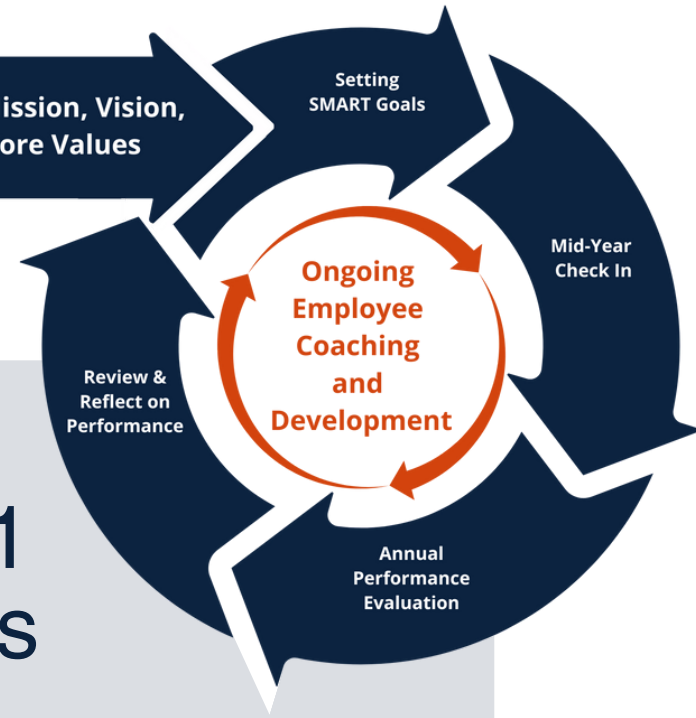 ission, Vision,
ore Values
Setting
SMART Goals
Mid-Year
Check In
Ongoing
Employee
Coaching
and
Development
Review &
Reflect on
Performance
Annual
Performance
Evaluation
1
s